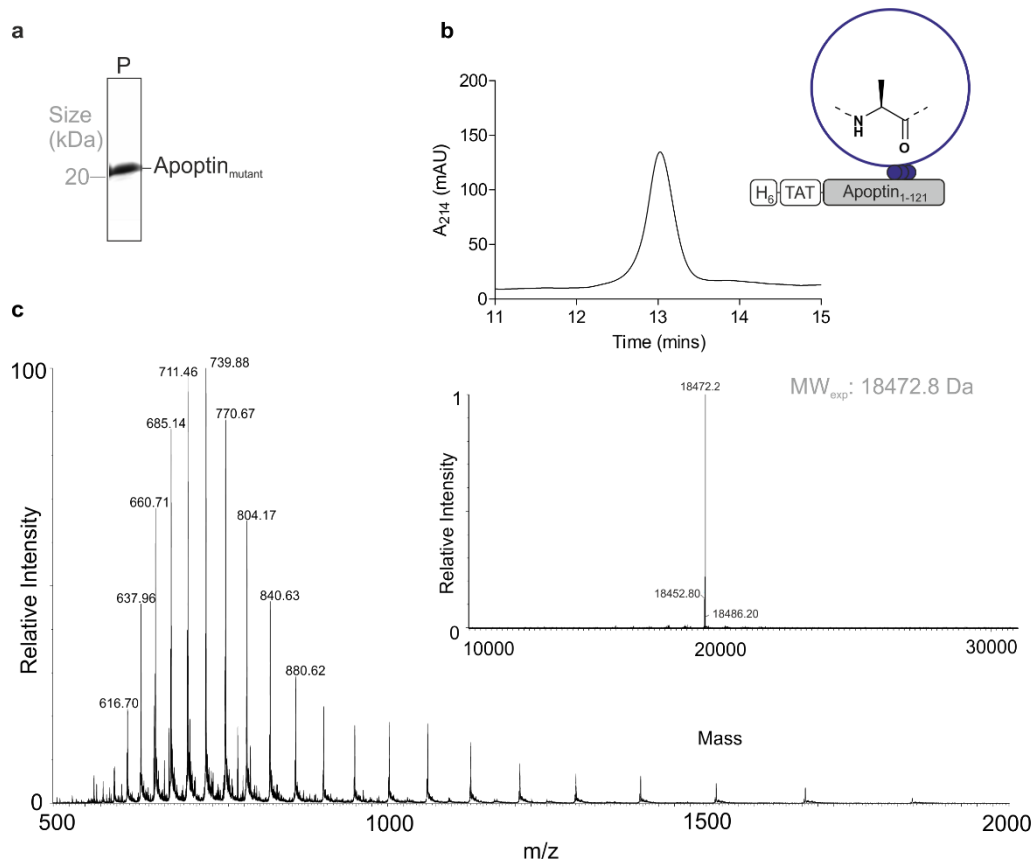 a
P
Size
(kDa)
20
Apoptin mutant
b
200
150
100
50
0
A214 (mAU)
11 12 13 14 15
Time (mins)
N
H
O
H6 TAT Apoptin1-121
c
100
0
Relative Intensity
616.70
637.96
660.71
685.14
711.46
739.88
770.67
804.17
840.63
880.62
500 1000 1500 2000
m/z
1
0
Relative Intensity
18472.2
18452.80
18486.20
MWexp: 18472.8 Da
10000 20000 30000
Mass